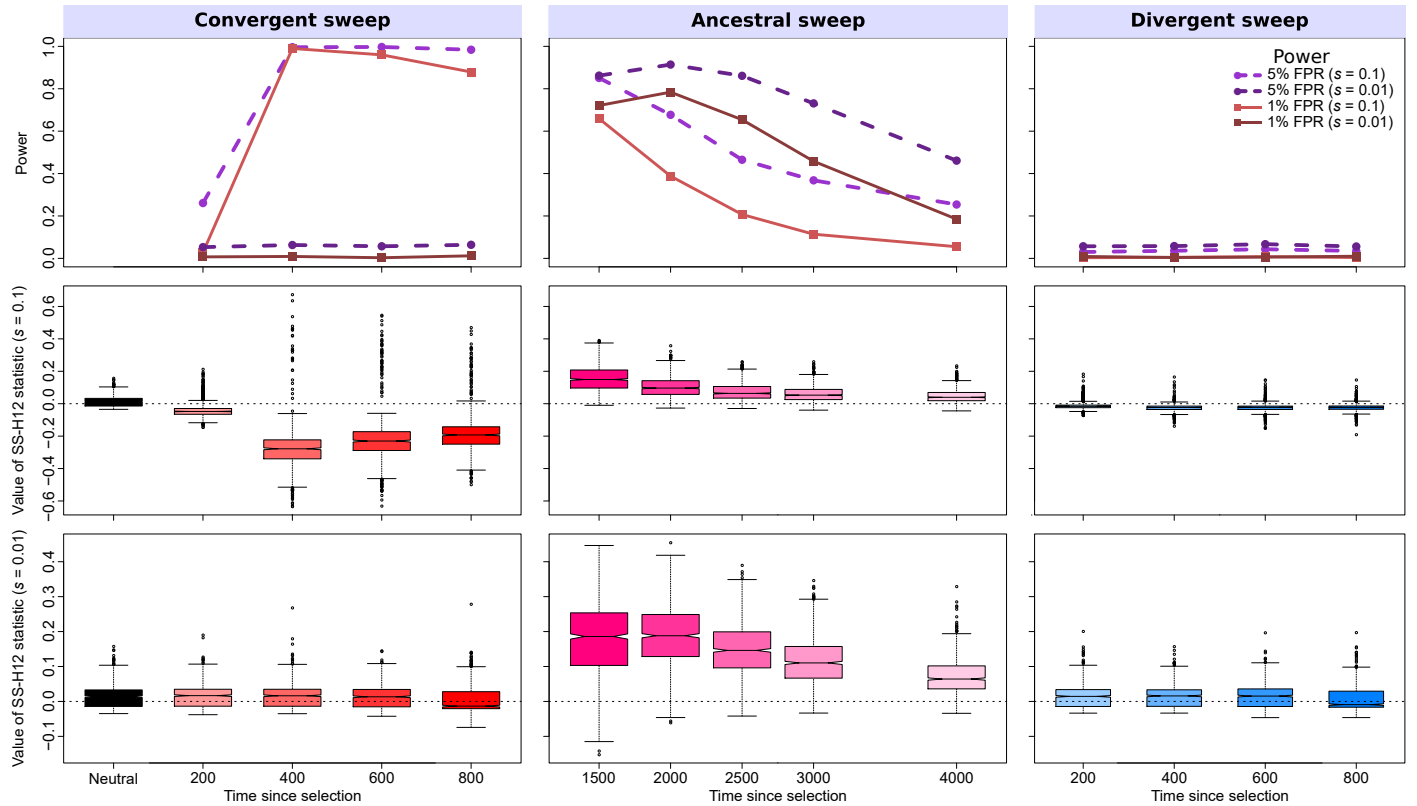 Convergent sweep
Ancestral sweep
Divergent sweep
Power
0.0 0.2 0.4 0.6 0.8 1.0
Power
5% FPR (s = 0.1)
5% FPR (s = 0.01)
1% FPR (s = 0.1)
1% FPR (s = 0.01)
Value of SS-H12 statistic (s = 0.1)
−0.6 −0.4 −0.2 0.0 0.2 0.4 0.6
Value of SS-H12 statistic (s = 0.01)
−0.1 0.0 0.1 0.2 0.3 0.4
Neutral 200 400 600 800
Time since selection
1500 2000 2500 3000 4000
Time since selection
200 400 600 800
Time since selection